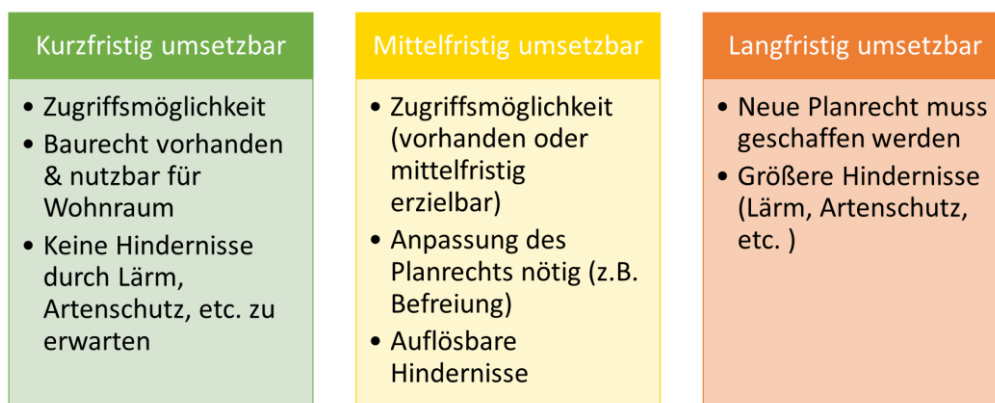 Kurzfristig umsetzbar
• Zugriffsmöglichkeit
• Baurecht vorhanden
& nutzbar für
Wohnraum
• Keine Hindernisse
durch Lärm,
Artenschutz, etc. zu
erwarten
Mittelfristig umsetzbar
• Zugriffsmöglichkeit
(vorhanden oder
mittelfristig
erzielbar)
• Anpassung des
Planrechts nötig (z.B.
Befreiung)
• Auflösbare
Hindernisse
Langfristig umsetzbar
• Neue Planrecht muss
geschaffen werden
• Größere Hindernisse
(Lärm, Artenschutz,
etc. )